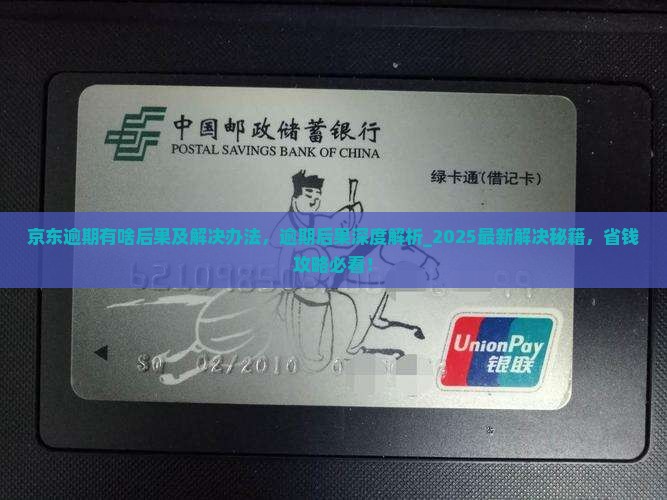 中国邮政储蓄银行
POSTAL SAVINGS BANK OF CHINA
绿卡通(借记卡)
京东逾期有啥后果及解决办法，逾期后果深度解析_2025最新解决秘籍，省钱
攻略必看！
UnionPay
银联